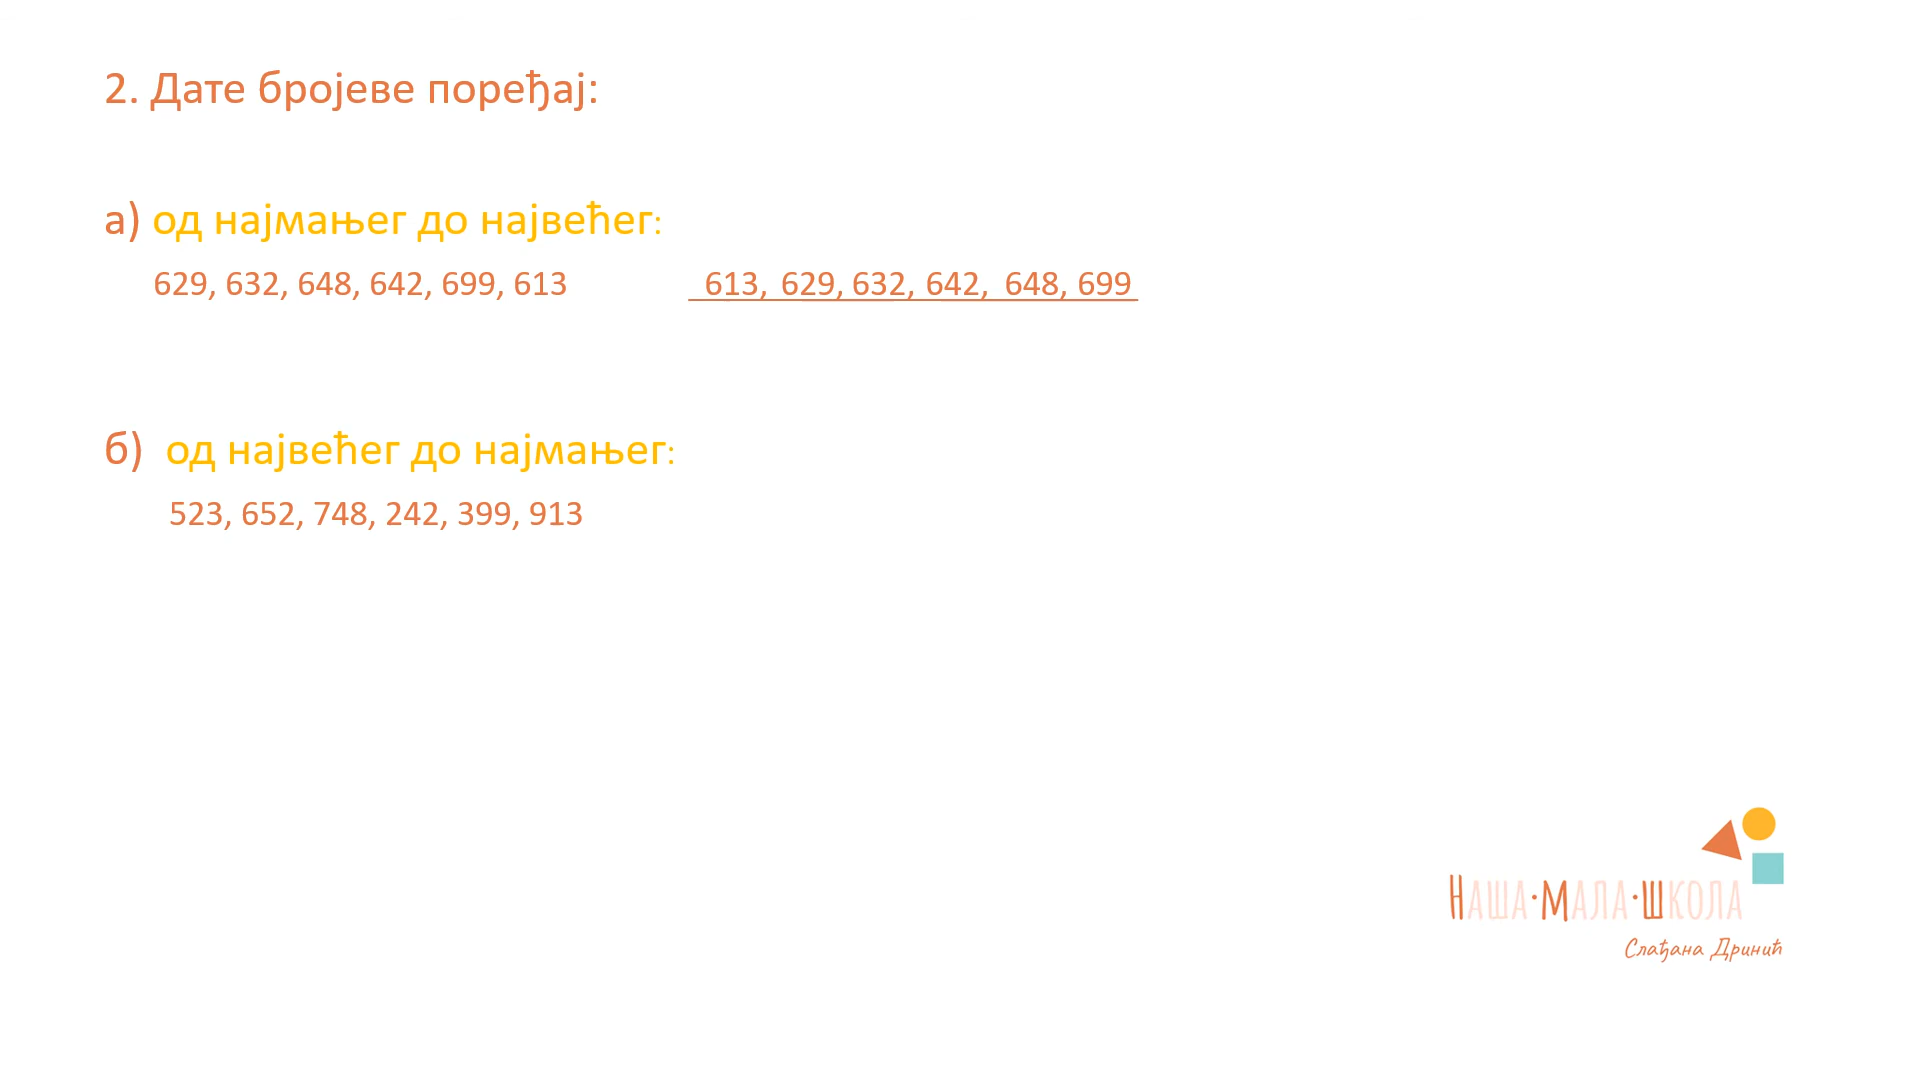 2. Дате бројеве поређај:
а) од најмањег до највећег:
629, 632, 648, 642, 699, 613 613, 629, 632, 642, 648, 699
б) од највећег до најмањег:
523, 652, 748, 242, 399, 913
НАША·МАЛА·ШКОЛА
Слађана Дринић